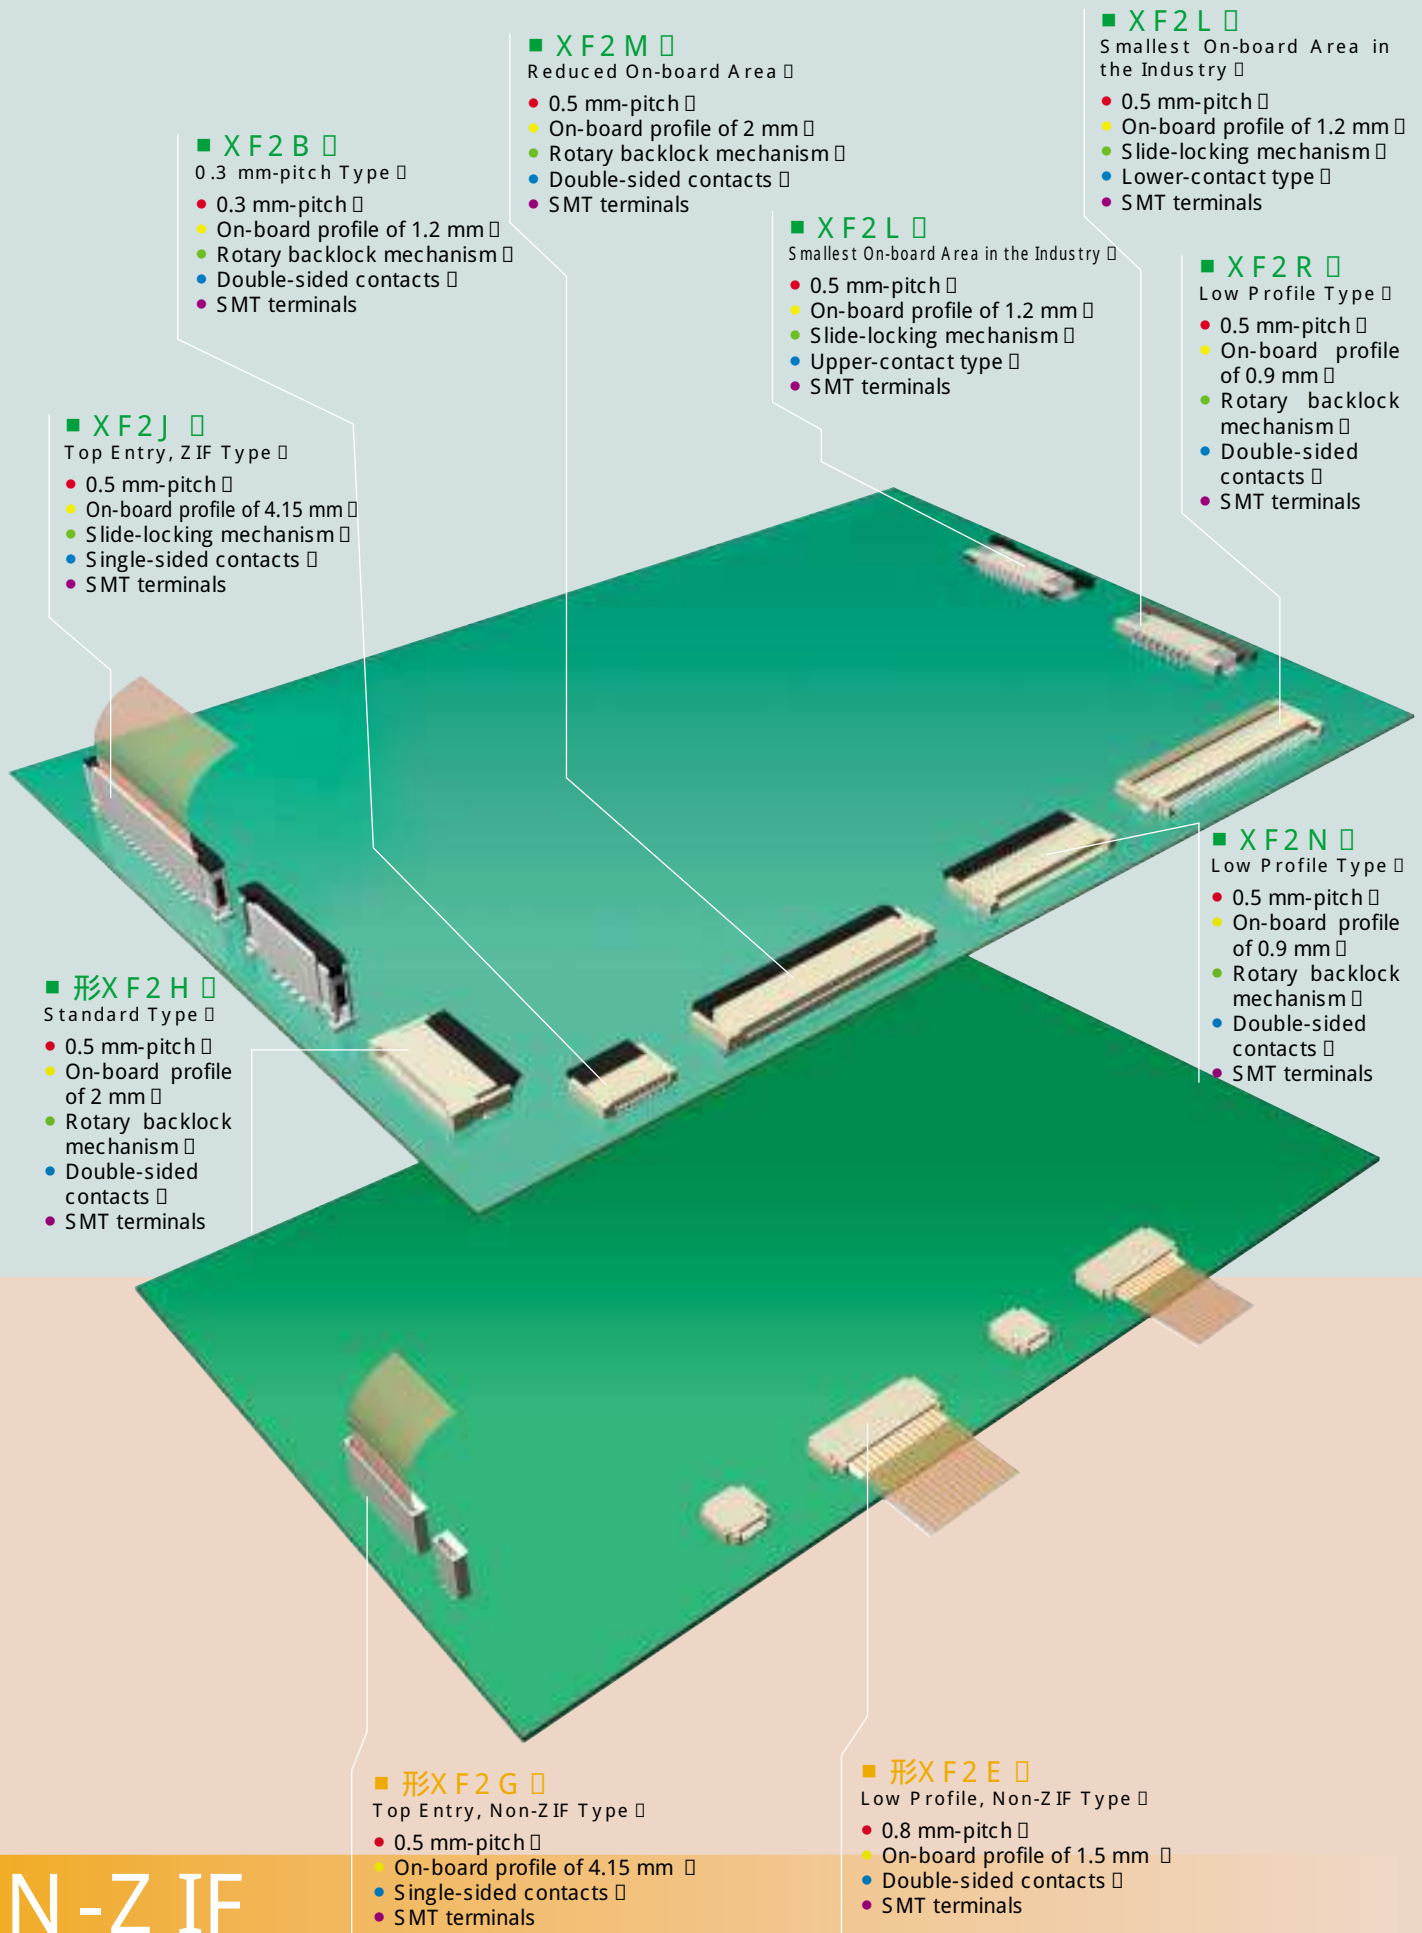 ■ XF2L
Smallest On-board Area in
the Industry
• 0.5 mm-pitch
• On-board profile of 1.2 mm
• Slide-locking mechanism
• Lower-contact type
• SMT terminals
■ XF2M
Reduced On-board Area
• 0.5 mm-pitch
• On-board profile of 2 mm
• Rotary backlock mechanism
• Double-sided contacts
• SMT terminals
■ XF2B
0.3 mm-pitch Type
• 0.3 mm-pitch
• On-board profile of 1.2 mm
• Rotary backlock mechanism
• Double-sided contacts
• SMT terminals
■ XF2L
Smallest On-board Area in the Industry
• 0.5 mm-pitch
• On-board profile of 1.2 mm
• Slide-locking mechanism
• Upper-contact type
• SMT terminals
■ XF2R
Low Profile Type
• 0.5 mm-pitch
• On-board profile
of 0.9 mm
• Rotary backlock
mechanism
• Double-sided
contacts
• SMT terminals
■ XF2J
Top Entry, ZIF Type
• 0.5 mm-pitch
• On-board profile of 4.15 mm
• Slide-locking mechanism
• Single-sided contacts
• SMT terminals
■ XF2N
Low Profile Type
• 0.5 mm-pitch
• On-board profile
of 0.9 mm
• Rotary backlock
mechanism
• Double-sided
contacts
• SMT terminals
■ 形XF2H
Standard Type
• 0.5 mm-pitch
• On-board profile
of 2 mm
• Rotary backlock
mechanism
• Double-sided
contacts
• SMT terminals
■ 形XF2G
Top Entry, Non-ZIF Type
• 0.5 mm-pitch
• On-board profile of 4.15 mm
• Single-sided contacts
• SMT terminals
■ 形XF2E
Low Profile, Non-ZIF Type
• 0.8 mm-pitch
• On-board profile of 1.5 mm
• Double-sided contacts
• SMT terminals
N-ZIF